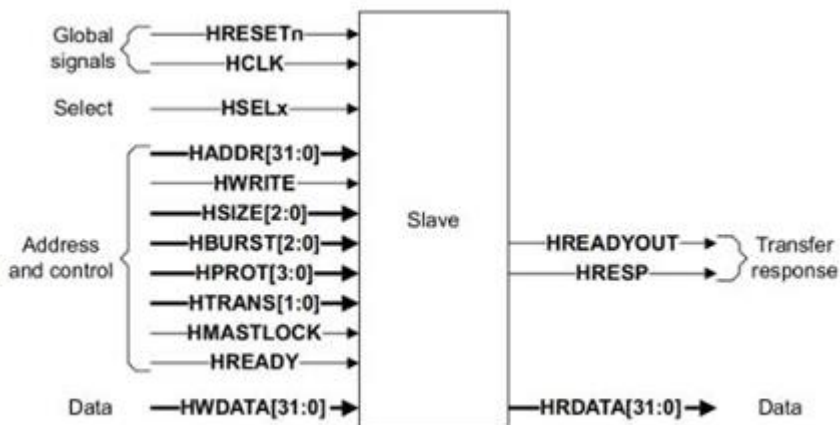 Global
signals
HRESETn
HCLK
Select
HSELx
Address
and control
HADDR[31:0]
HWRITE
HSIZE[2:0]
HBURST[2:0]
HPROT[3:0]
HTRANS[1:0]
HMASTLOCK
HREADY
Data
HWDATA[31:0]
Slave
HREADYOUT
HRESP
Transfer
response
HRDATA[31:0]
Data